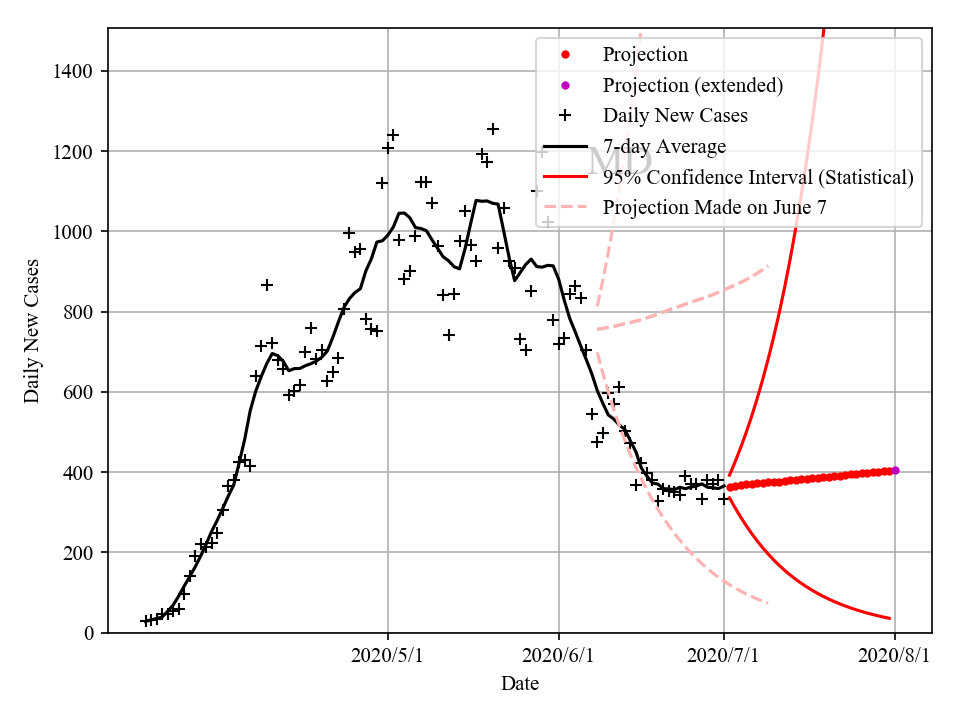 1400
1200
1000
800
600
400
200
0
Daily New Cases
MD
Projection
Projection (extended)
Daily New Cases
7-day Average
95% Confidence Interval (Statistical)
Projection Made on June 7
2020/5/1
2020/6/1
2020/7/1
2020/8/1
Date